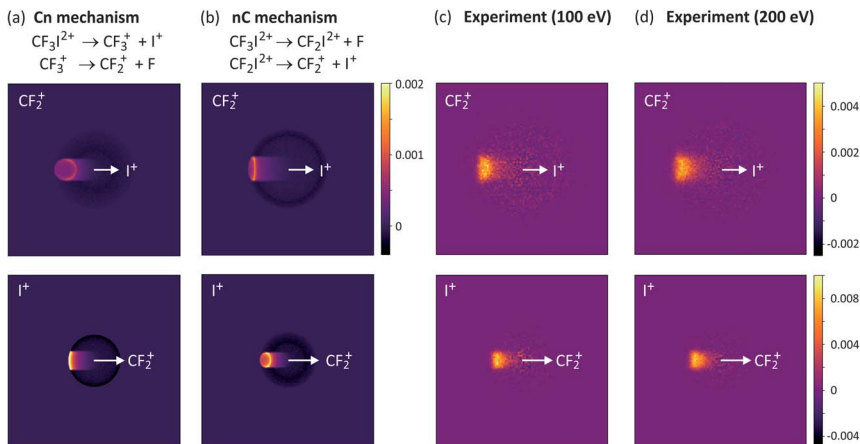 (a) Cn mechanism
CF₃I²⁺ → CF₃⁺ + I⁺
CF₃⁺ → CF₂⁺ + F
(b) nC mechanism
CF₃I²⁺ → CF₂I²⁺ + F
CF₂I²⁺ → CF₂⁺ + I⁺
(c) Experiment (100 eV)
(d) Experiment (200 eV)
CF₂⁺
I⁺
CF₂⁺
I⁺
0.002
0.001
0
CF₂⁺
I⁺
CF₂⁺
I⁺
0.004
0.002
0
-0.002
I⁺
CF₂⁺
I⁺
CF₂⁺
I⁺
CF₂⁺
I⁺
CF₂⁺
0.008
0.004
0
-0.004